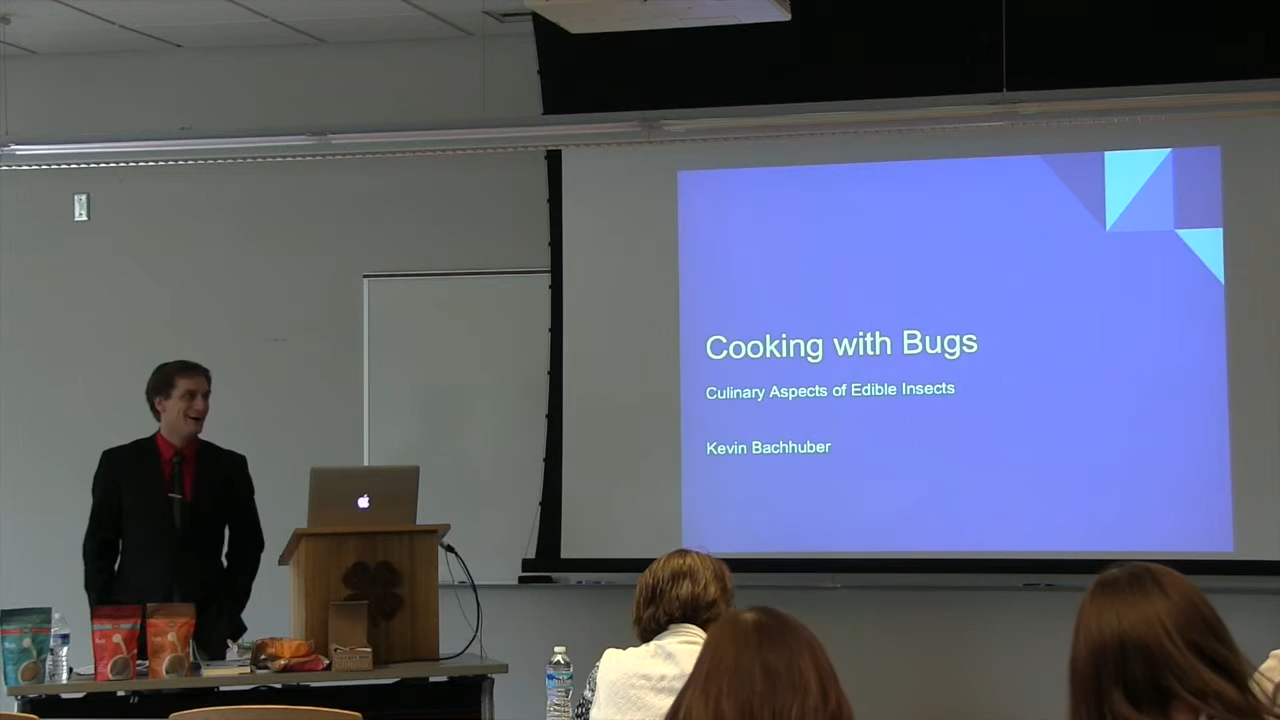 Cooking with Bugs
Culinary Aspects of Edible Insects
Kevin Bachhuber